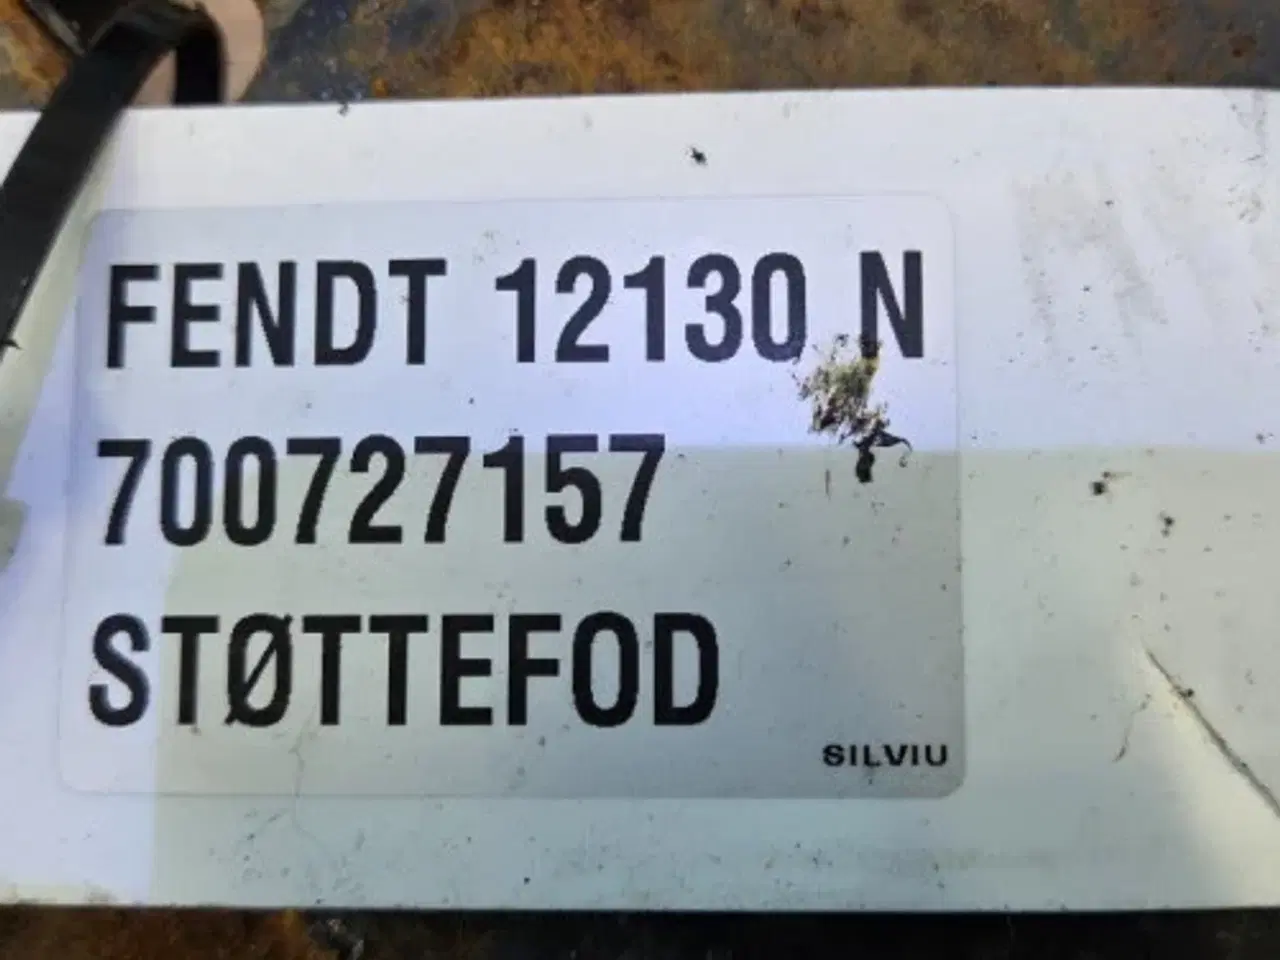 FENDT 12130 N
700727157
STØTTEFOD
SILVIU